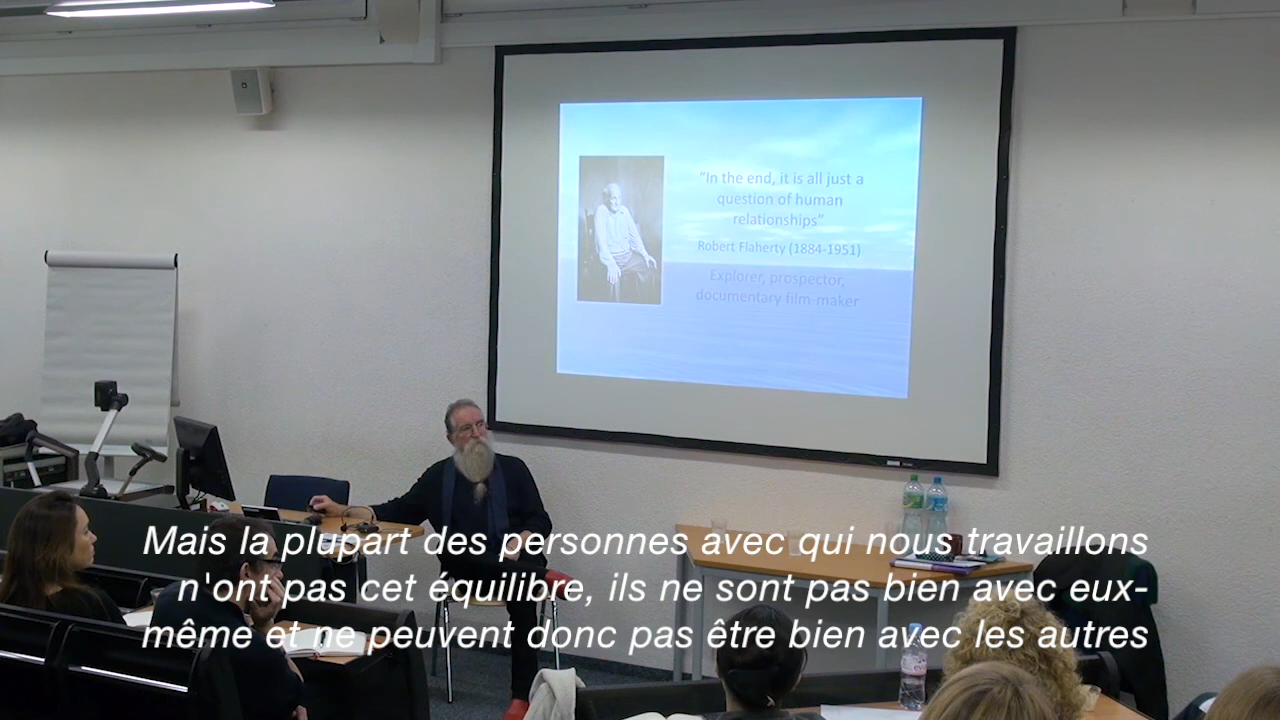 "In the end, it is all just a
question of human
relationships"
Robert Flaherty (1884-1951)
Explorer, prospector,
documentary film-maker
Mais la plupart des personnes avec qui nous travaillons
n'ont pas cet équilibre, ils ne sont pas bien avec eux-
même et ne peuvent donc pas être bien avec les autres